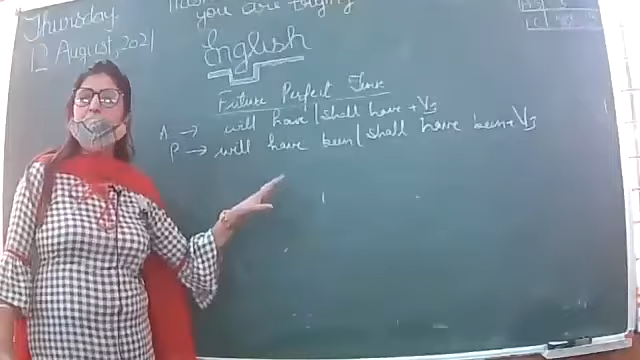 Thursday
12 August, 2021
you are trying
English
Future Perfect Tense
A → will have / shall have + V3
P → will have been / shall have been + V3